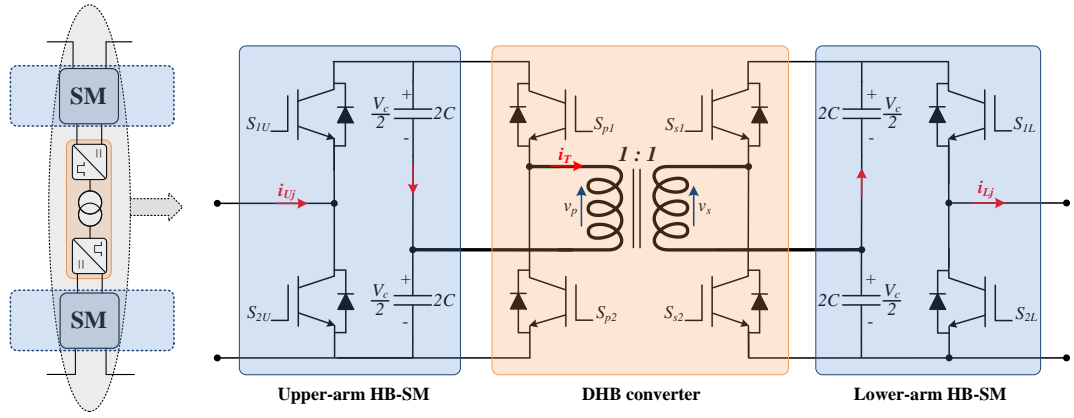 SM
SM
S1U
S2U
iUj
Vc/2
+
-
2C
Vc/2
+
-
2C
Upper-arm HB-SM
Sp1
Sp2
iT
1 : 1
vp
vs
Ss1
Ss2
DHB converter
2C
+
-
Vc/2
2C
+
-
Vc/2
S1L
S2L
iLj
Lower-arm HB-SM